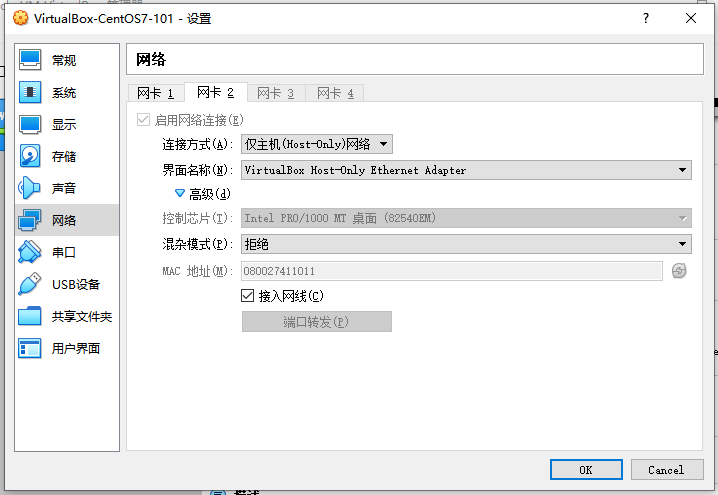 VirtualBox-CentOS7-101 - 设置
?
常规
系统
显示
存储
声音
网络
串口
USB设备
共享文件夹
用户界面
网络
网卡 1 网卡 2 网卡 3 网卡 4
启用网络连接(E)
连接方式(A): 仅主机(Host-Only)网络
界面名称(N): VirtualBox Host-Only Ethernet Adapter
高级(d)
控制芯片(T): Intel PRO/1000 MT 桌面 (82540EM)
混杂模式(P): 拒绝
MAC 地址(M): 080027411011
接入网线(C)
端口转发(P)
OK Cancel